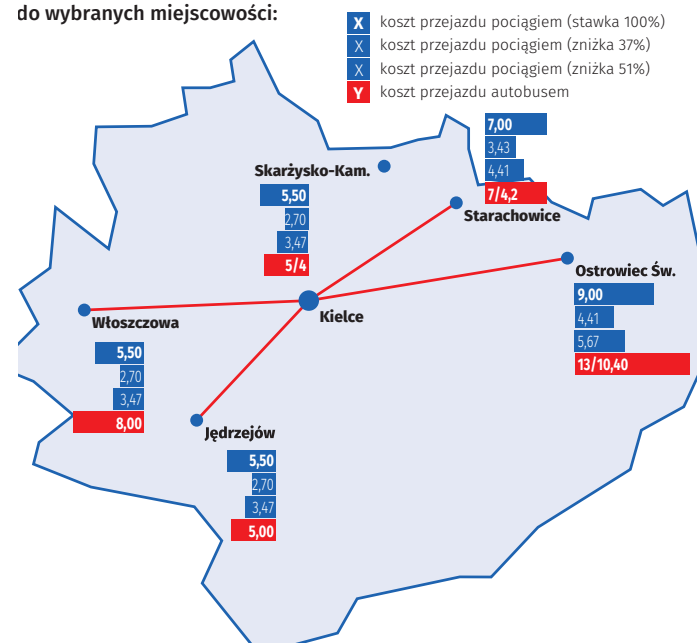 do wybranych miejscowości:
X koszt przejazdu pociągiem (stawka 100%)
X koszt przejazdu pociągiem (zniżka 37%)
X koszt przejazdu pociągiem (zniżka 51%)
Y koszt przejazdu autobusem
7,00
3,43
4,41
7/4,2
Starachowice
Skarżysko-Kam.
5,50
2,70
3,47
5/4
Ostrowiec Św.
9,00
4,41
5,67
13/10,40
Kielce
Włoszczowa
5,50
2,70
3,47
8,00
Jędrzejów
5,50
2,70
3,47
5,00